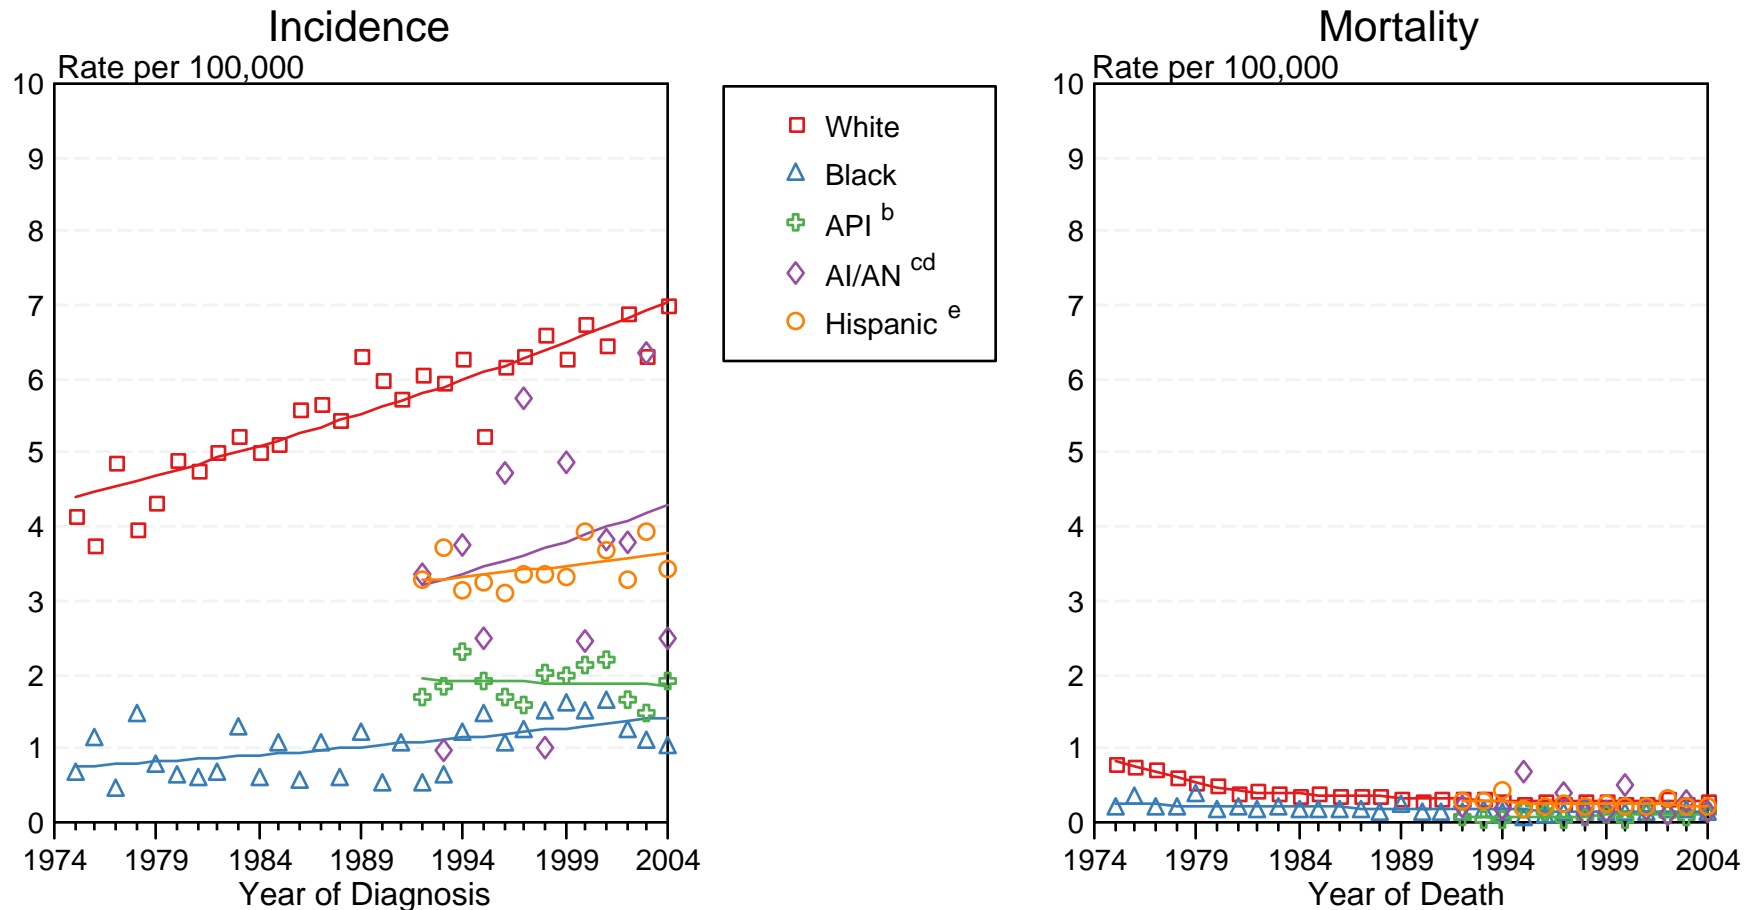 Incidence
Rate per 100,000
10
9
8
7
6
5
4
3
2
1
0
1974 1979 1984 1989 1994 1999 2004
Year of Diagnosis
White
Black
API b
AI/AN cd
Hispanic e
Mortality
Rate per 100,000
10
9
8
7
6
5
4
3
2
1
0
1974 1979 1984 1989 1994 1999 2004
Year of Death